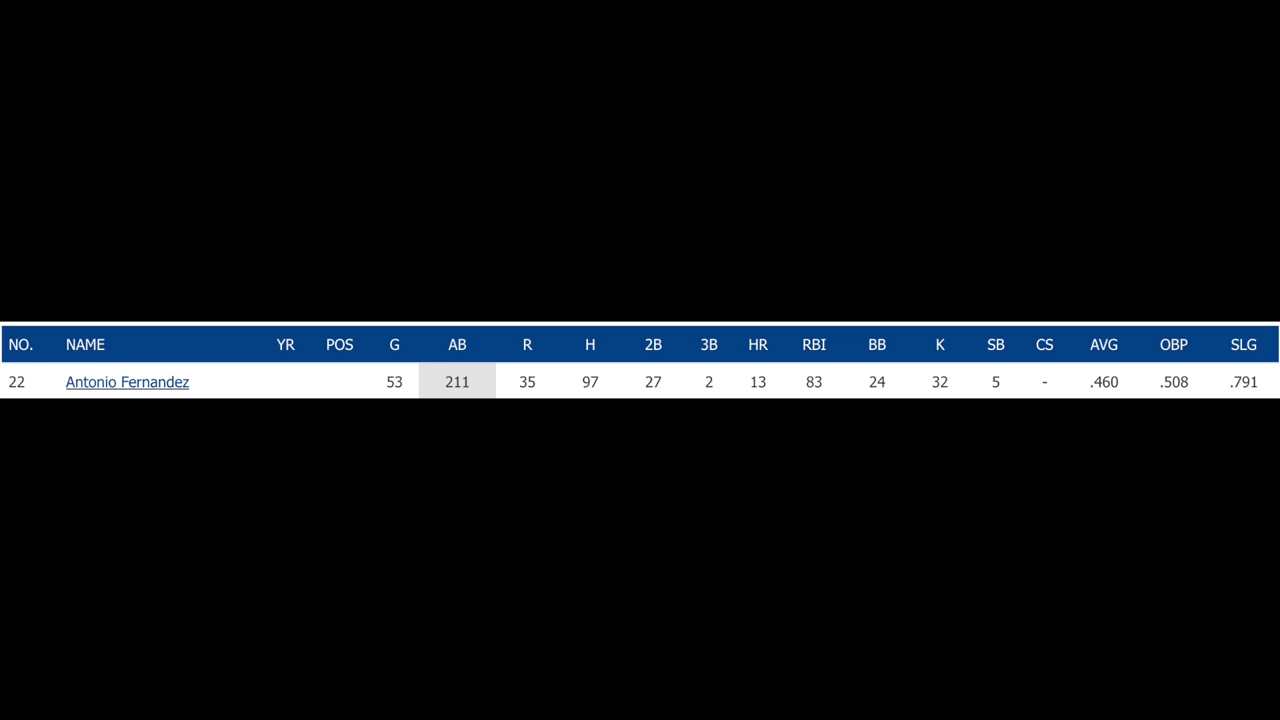 NO. NAME YR POS G AB R H 2B 3B HR RBI BB K SB CS AVG OBP SLG
22 Antonio Fernandez 53 211 35 97 27 2 13 83 24 32 5 - .460 .508 .791